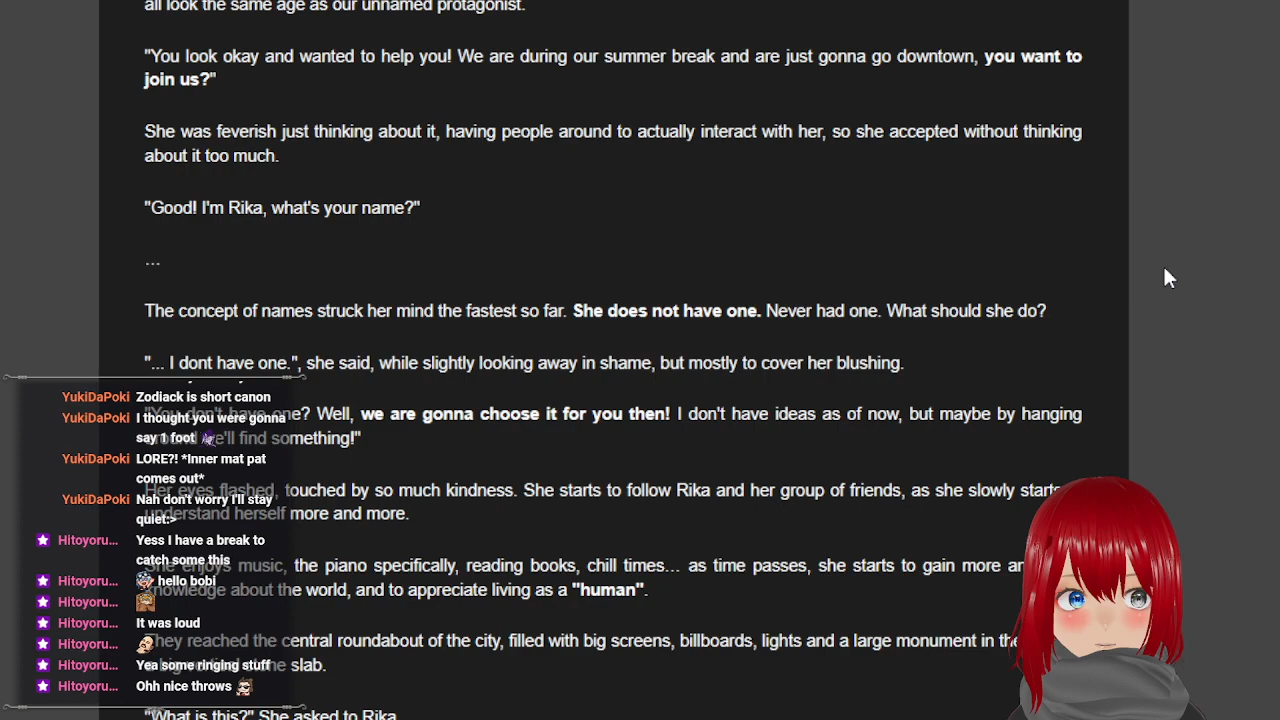 all look the same age as our unnamed protagonist.
"You look okay and wanted to help you! We are during our summer break and are just gonna go downtown, you want to
join us?"
She was feverish just thinking about it, having people around to actually interact with her, so she accepted without thinking
about it too much.
"Good! I'm Rika, what's your name?"
...
The concept of names struck her mind the fastest so far. She does not have one. Never had one. What should she do?
"... I dont have one.", she said, while slightly looking away in shame, but mostly to cover her blushing.
"You don't have one? Well, we are gonna choose it for you then! I don't have ideas as of now, but maybe by hanging
around we'll find something!"
Her eyes flashed, touched by so much kindness. She starts to follow Rika and her group of friends, as she slowly starts
understand herself more and more.
She enjoys music, the piano specifically, reading books, chill times... as time passes, she starts to gain more
knowledge about the world, and to appreciate living as a "human".
They reached the central roundabout of the city, filled with big screens, billboards, lights and a large monument in
slab.
"What is this?" She asked to Rika.
YukiDaPoki Zodiack is short canon
YukiDaPoki I thought you were gonna
say 1 foot
YukiDaPoki LORE?! *Inner mat pat
comes out*
YukiDaPoki Nah don't worry I'll stay
quiet:>
Hitoyoru... Yess I have a break to
catch some this
Hitoyoru... hello bobi
Hitoyoru...
Hitoyoru... It was loud
Hitoyoru...
Hitoyoru... Yea some ringing stuff
Hitoyoru... Ohh nice throws